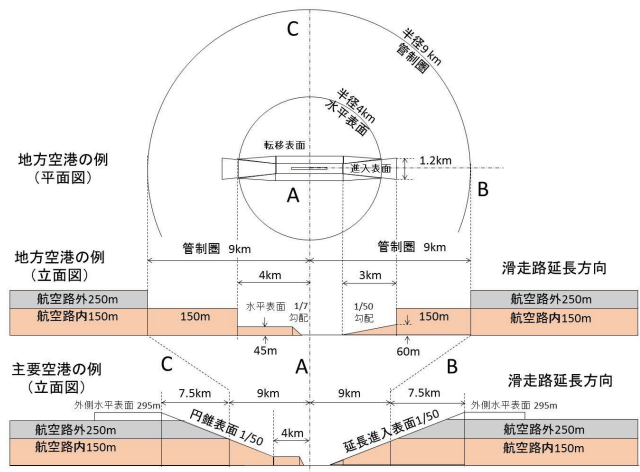 C
半径9km
管制圏
半径4km
水平表面
転移表面
進入表面
1.2km
A
B
地方空港の例
(平面図)
管制圏 9km
管制圏 9km
地方空港の例
(立面図)
4km
3km
滑走路延長方向
航空路外250m
航空路内150m
150m
水平表面
1/7
勾配
1/50
勾配
150m
航空路外250m
航空路内150m
45m
60m
主要空港の例
(立面図)
C
A
B
滑走路延長方向
7.5km
9km
9km
7.5km
外側水平表面 295m
円錐表面 1/50
4km
延長進入表面1/50
外側水平表面 295m
航空路外250m
航空路内150m
航空路外250m
航空路内150m